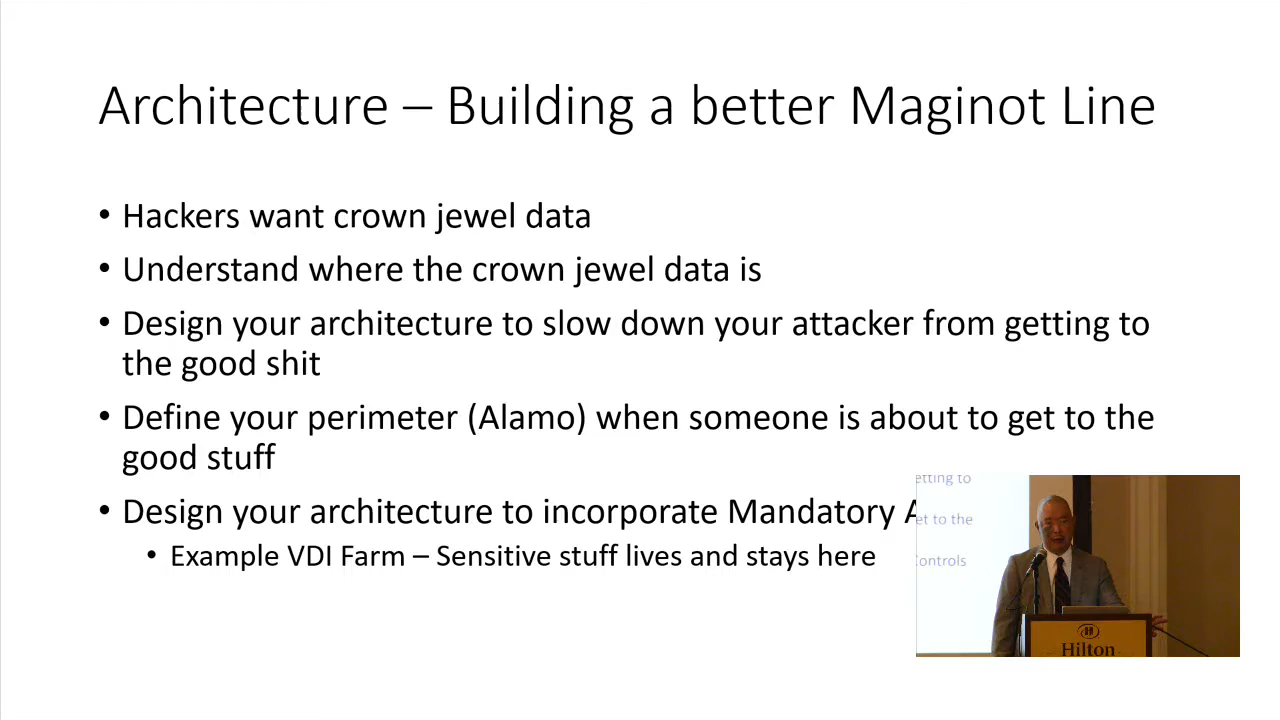 Architecture – Building a better Maginot Line
• Hackers want crown jewel data
• Understand where the crown jewel data is
• Design your architecture to slow down your attacker from getting to
the good shit
• Define your perimeter (Alamo) when someone is about to get to the
good stuff
• Design your architecture to incorporate Mandatory
• Example VDI Farm – Sensitive stuff lives and stays here
etting to
et to the
Controls
Hilton